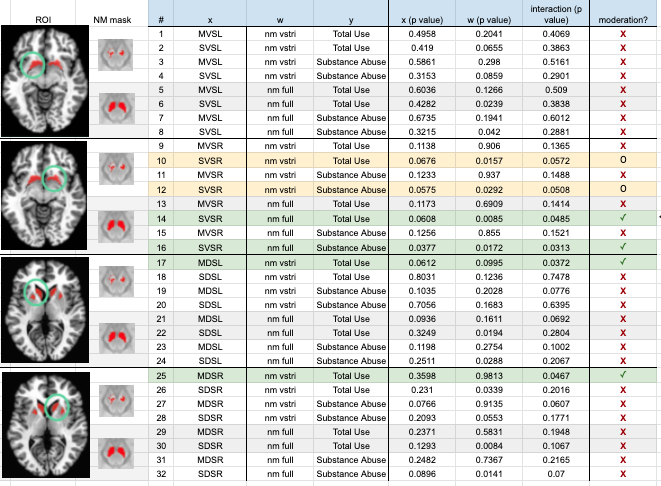 ROI NM mask # x w y x (p value) w (p value) interaction (p value) moderation?
1 MVSL nm vstri Total Use 0.4958 0.2041 0.4069 X
2 SVSL nm vstri Total Use 0.419 0.0655 0.3863 X
3 MVSL nm vstri Substance Abuse 0.5861 0.298 0.5161 X
4 SVSL nm vstri Substance Abuse 0.3153 0.0859 0.2901 X
5 MVSL nm full Total Use 0.6036 0.1266 0.509 X
6 SVSL nm full Total Use 0.4282 0.0239 0.3838 X
7 MVSL nm full Substance Abuse 0.6735 0.1941 0.6012 X
8 SVSL nm full Substance Abuse 0.3215 0.042 0.2881 X
9 MVSR nm vstri Total Use 0.1138 0.906 0.1365 X
10 SVSR nm vstri Total Use 0.0676 0.0157 0.0572 O
11 MVSR nm vstri Substance Abuse 0.1233 0.937 0.1488 X
12 SVSR nm vstri Substance Abuse 0.0575 0.0292 0.0508 O
13 MVSR nm full Total Use 0.1173 0.6909 0.1414 X
14 SVSR nm full Total Use 0.0608 0.0085 0.0485 ✓
15 MVSR nm full Substance Abuse 0.1256 0.855 0.1521 X
16 SVSR nm full Substance Abuse 0.0377 0.0172 0.0313 ✓
17 MDSL nm vstri Total Use 0.0612 0.0995 0.0372 ✓
18 SDSL nm vstri Total Use 0.8031 0.1236 0.7478 X
19 MDSL nm vstri Substance Abuse 0.1035 0.2028 0.0776 X
20 SDSL nm vstri Substance Abuse 0.7056 0.1683 0.6395 X
21 MDSL nm full Total Use 0.0936 0.1611 0.0692 X
22 SDSL nm full Total Use 0.3249 0.0194 0.2804 X
23 MDSL nm full Substance Abuse 0.1198 0.2754 0.1002 X
24 SDSL nm full Substance Abuse 0.2511 0.0288 0.2067 X
25 MDSR nm vstri Total Use 0.3598 0.9813 0.0467 ✓
26 SDSR nm vstri Total Use 0.231 0.0339 0.2016 X
27 MDSR nm vstri Substance Abuse 0.0766 0.9135 0.0607 X
28 SDSR nm vstri Substance Abuse 0.2093 0.0553 0.1771 X
29 MDSR nm full Total Use 0.2371 0.5831 0.1948 X
30 SDSR nm full Total Use 0.1293 0.0084 0.1067 X
31 MDSR nm full Substance Abuse 0.2482 0.7367 0.2165 X
32 SDSR nm full Substance Abuse 0.0896 0.0141 0.07 X